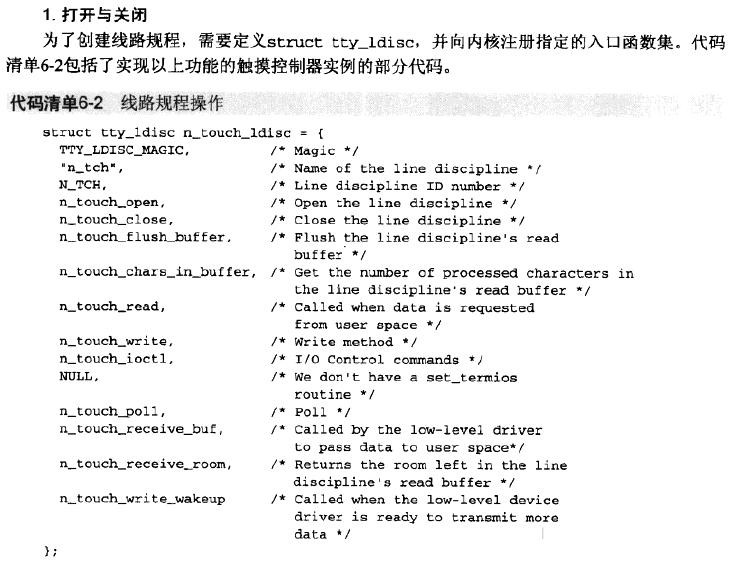 1. 打开与关闭
为了创建线路规程，需要定义struct tty_ldisc，并向内核注册指定的入口函数集。代码
清单6-2包括了实现以上功能的触摸控制器实例的部分代码。
代码清单6-2 线路规程操作
struct tty_ldisc n_touch_ldisc = {
TTY_LDISC_MAGIC, /* Magic */
"n_tch", /* Name of the line discipline */
N_TCH, /* Line discipline ID number */
n_touch_open, /* Open the line discipline */
n_touch_close, /* Close the line discipline */
n_touch_flush_buffer, /* Flush the line discipline's read
buffer */
n_touch_chars_in_buffer, /* Get the number of processed characters in
the line discipline's read buffer */
n_touch_read, /* Called when data is requested
from user space */
n_touch_write, /* Write method */
n_touch_ioctl, /* I/O Control commands */
NULL, /* We don't have a set_termios
routine */
n_touch_poll, /* Poll */
n_touch_receive_buf, /* Called by the low-level driver
to pass data to user space*/
n_touch_receive_room, /* Returns the room left in the line
discipline's read buffer */
n_touch_write_wakeup /* Called when the low-level device
driver is ready to transmit more
data */
};